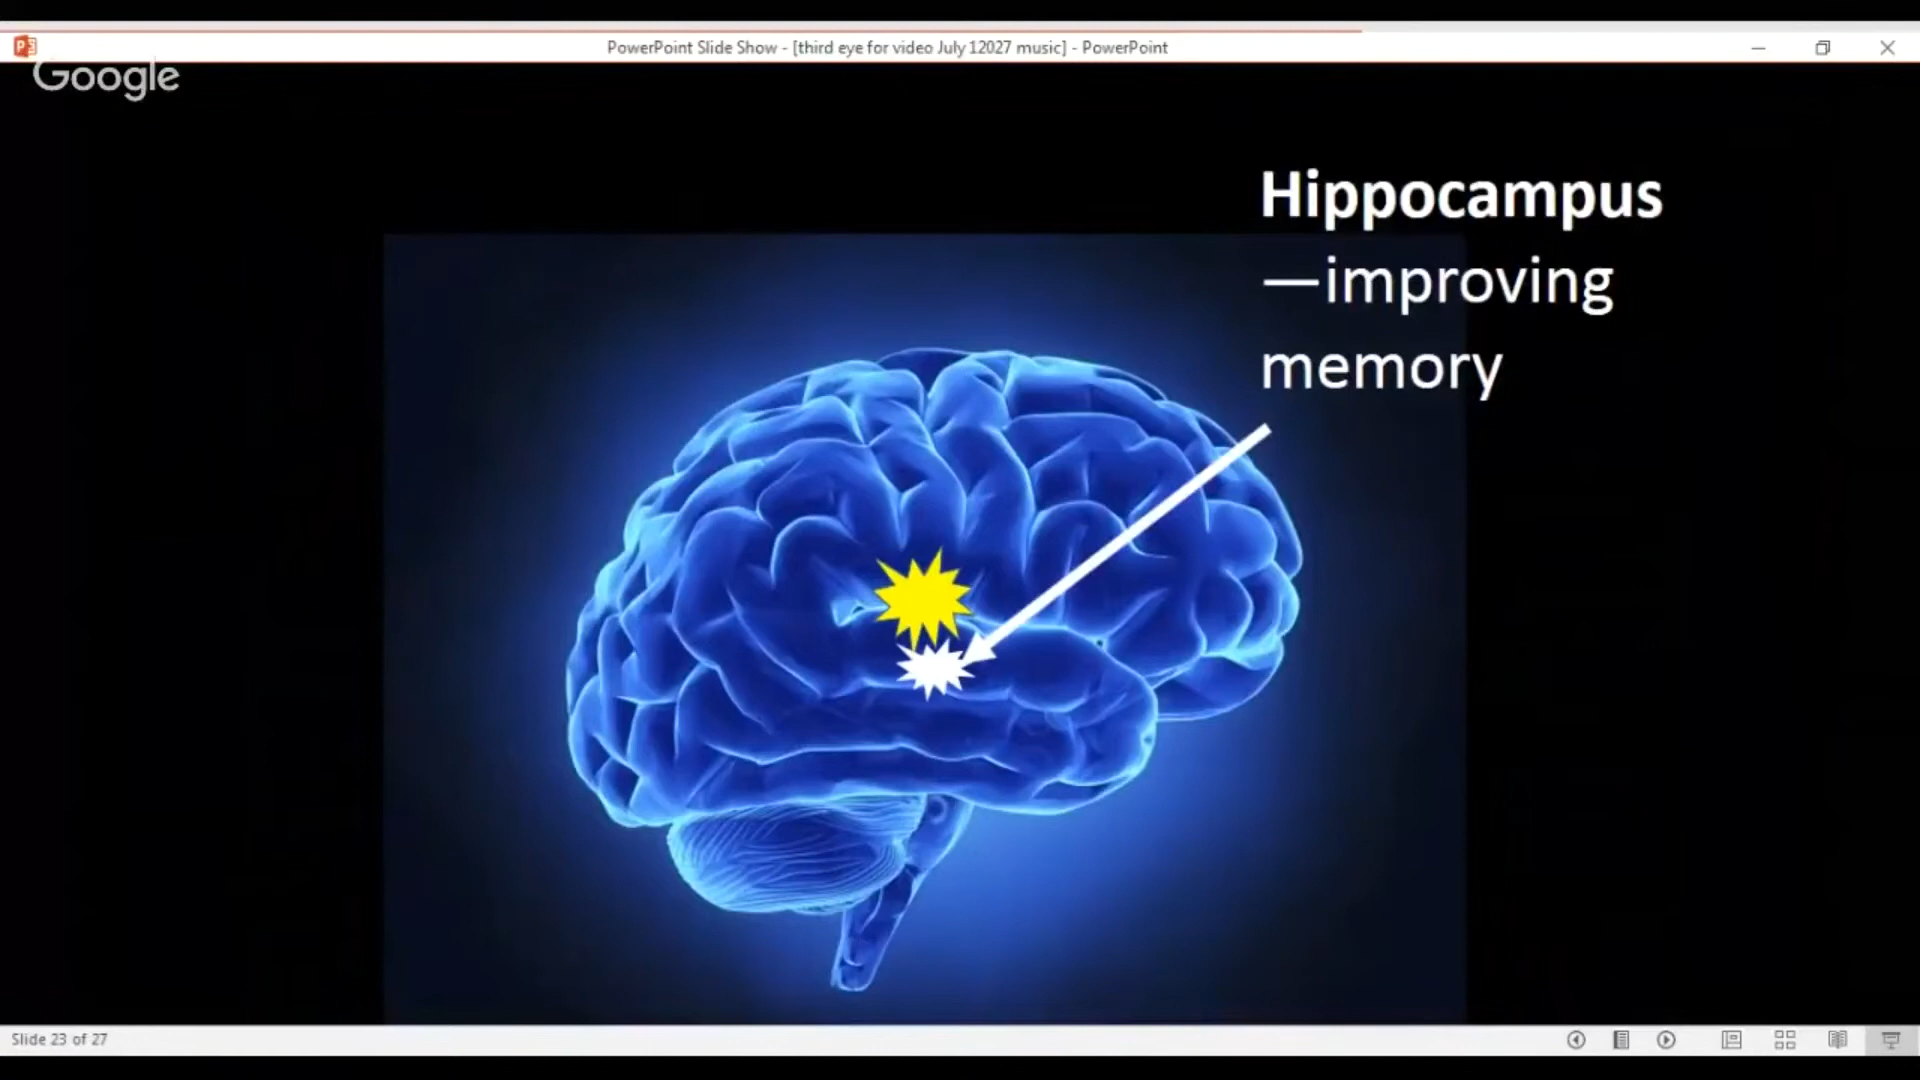 PowerPoint Slide Show - [third eye for video July 12027 music] - PowerPoint
Google
Hippocampus
—improving
memory
Slide 23 of 27